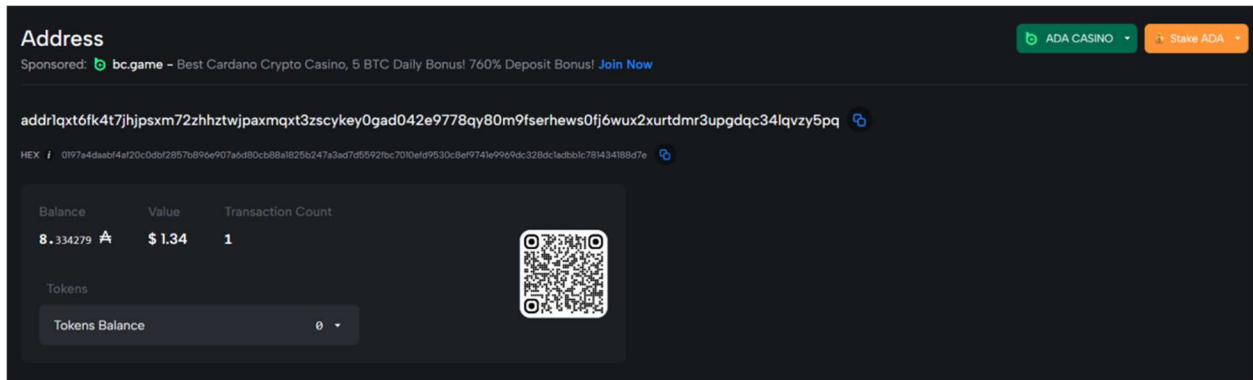 Address
ADA CASINO
Stake ADA
Sponsored: bc.game – Best Cardano Crypto Casino, 5 BTC Daily Bonus! 760% Deposit Bonus! Join Now
addr1qxt6fk4t7jhjpsxm72zhhztwjpaxmqxt3zscykey0gad042e9778qy80m9fserhews0fj6wux2xurtdmr3upgdqc34lqvzy5pq
HEX i 0197a4daabf4af20c0dbf2857b896e907a6d80cb88a1825b247a3ad7d5592fbc7010efd9530c8ef9741e9969dc328dc1adbb1c781434188d7e
Balance Value Transaction Count
8.334279 ₳ $ 1.34 1
Tokens
Tokens Balance 0